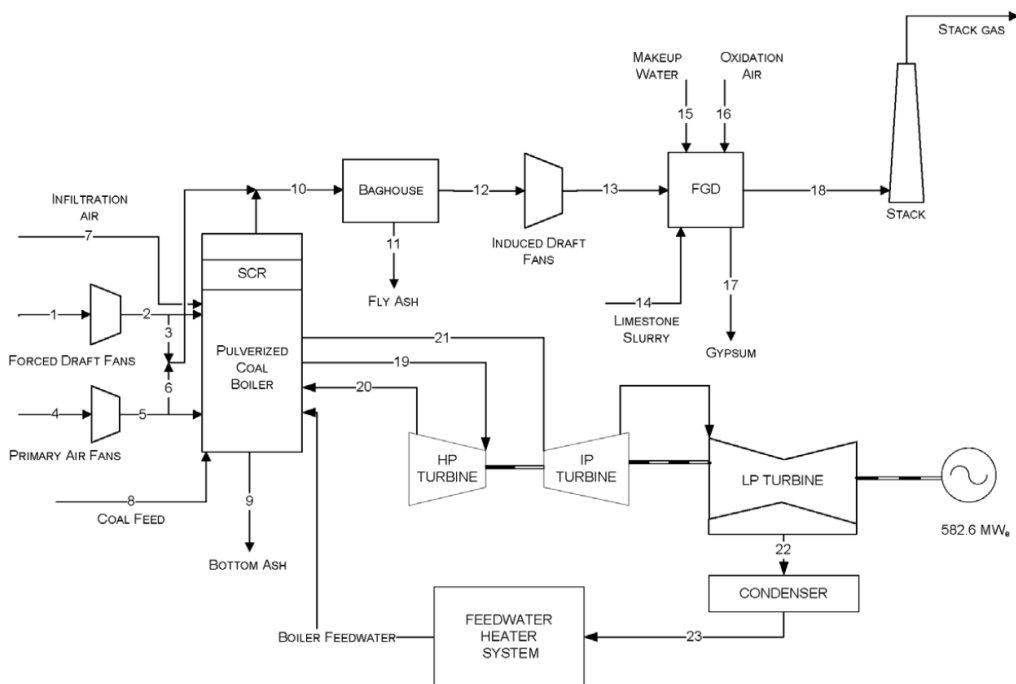 STACK GAS
MAKEUP
WATER
OXIDATION
AIR
15
16
10
BAGHOUSE
12
13
FGD
18
STACK
INFILTRATION
AIR
7
11
INDUCED DRAFT
FANS
SCR
FLY ASH
14
LIMESTONE
SLURRY
17
GYPSUM
1
2
3
FORCED DRAFT FANS
PULVERIZED
COAL
BOILER
21
19
20
6
4
5
PRIMARY AIR FANS
HP
TURBINE
IP
TURBINE
LP TURBINE
582.6 MWe
8
COAL FEED
9
BOTTOM ASH
22
CONDENSER
BOILER FEEDWATER
FEEDWATER
HEATER
SYSTEM
23